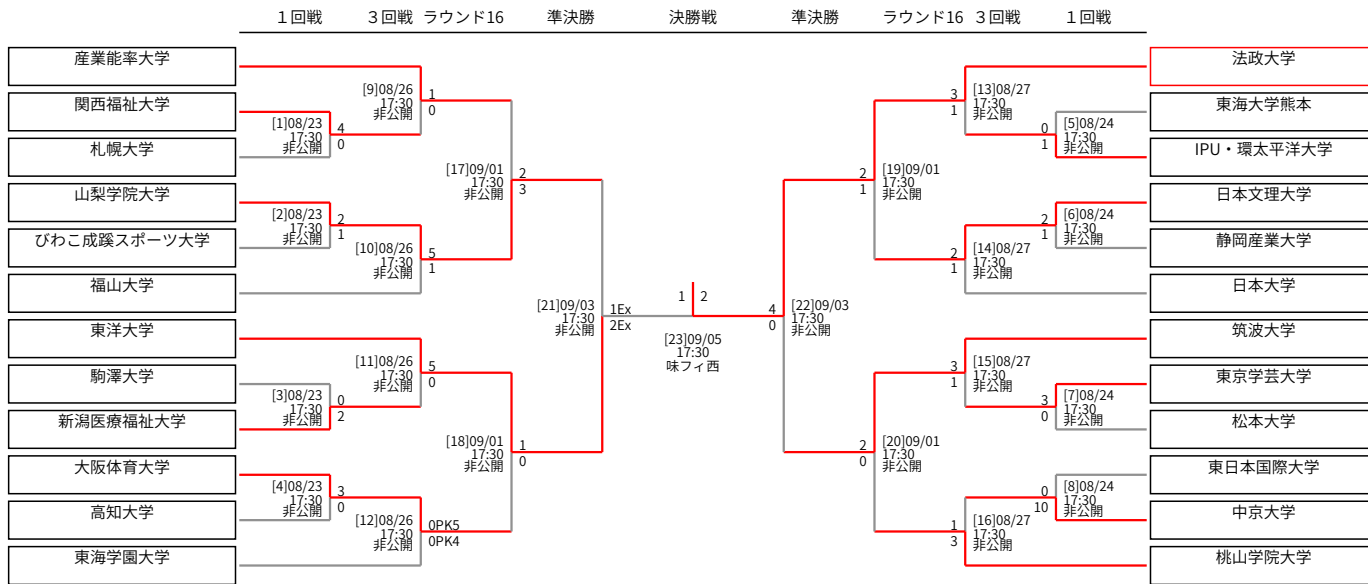 １回戦 ３回戦 ラウンド16 準決勝 決勝戦 準決勝 ラウンド16 ３回戦 １回戦
産業能率大学
関西福祉大学
札幌大学
山梨学院大学
びわこ成蹊スポーツ大学
福山大学
東洋大学
駒澤大学
新潟医療福祉大学
大阪体育大学
高知大学
東海学園大学
[1]08/23
17:30
非公開
4
0
[2]08/23
17:30
非公開
2
1
[3]08/23
17:30
非公開
0
2
[4]08/23
17:30
非公開
3
0
[9]08/26
17:30
非公開
1
0
[10]08/26
17:30
非公開
5
1
[11]08/26
17:30
非公開
5
0
[12]08/26
17:30
非公開
0PK5
0PK4
[17]09/01
17:30
非公開
2
3
[18]09/01
17:30
非公開
1
0
[21]09/03
17:30
非公開
1Ex
2Ex
1 2
[23]09/05
17:30
味フィ西
4
0
[22]09/03
17:30
非公開
2
1
[19]09/01
17:30
非公開
2
0
[20]09/01
17:30
非公開
3
1
[13]08/27
17:30
非公開
2
1
[14]08/27
17:30
非公開
3
1
[15]08/27
17:30
非公開
1
3
[16]08/27
17:30
非公開
0
1
[5]08/24
17:30
非公開
2
1
[6]08/24
17:30
非公開
3
0
[7]08/24
17:30
非公開
0
10
[8]08/24
17:30
非公開
法政大学
東海大学熊本
IPU・環太平洋大学
日本文理大学
静岡産業大学
日本大学
筑波大学
東京学芸大学
松本大学
東日本国際大学
中京大学
桃山学院大学